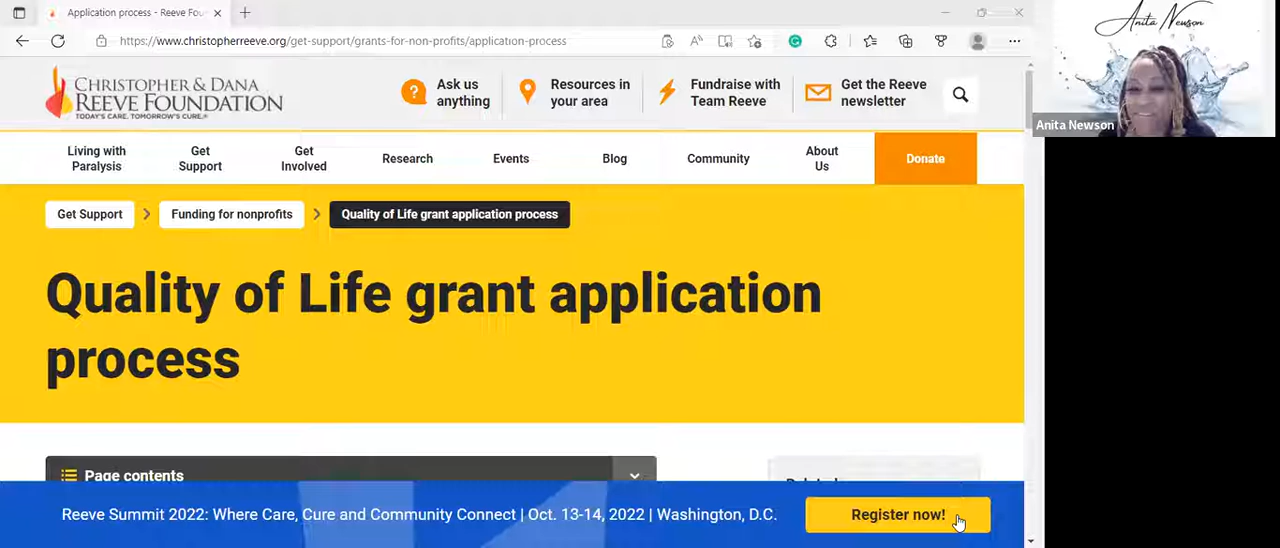 Application process - Reeve Fou
https://www.christopherreeve.org/get-support/grants-for-non-profits/application-process
Anita Newson
Anita Newson
CHRISTOPHER & DANA
REEVE FOUNDATION
TODAY'S CARE. TOMORROW'S CURE.®
Ask us
anything
Resources in
your area
Fundraise with
Team Reeve
Get the Reeve
newsletter
Living with
Paralysis
Get
Support
Get
Involved
Research
Events
Blog
Community
About
Us
Donate
Get Support
Funding for nonprofits
Quality of Life grant application process
Quality of Life grant application
process
Page contents
Reeve Summit 2022: Where Care, Cure and Community Connect | Oct. 13-14, 2022 | Washington, D.C.
Register now!